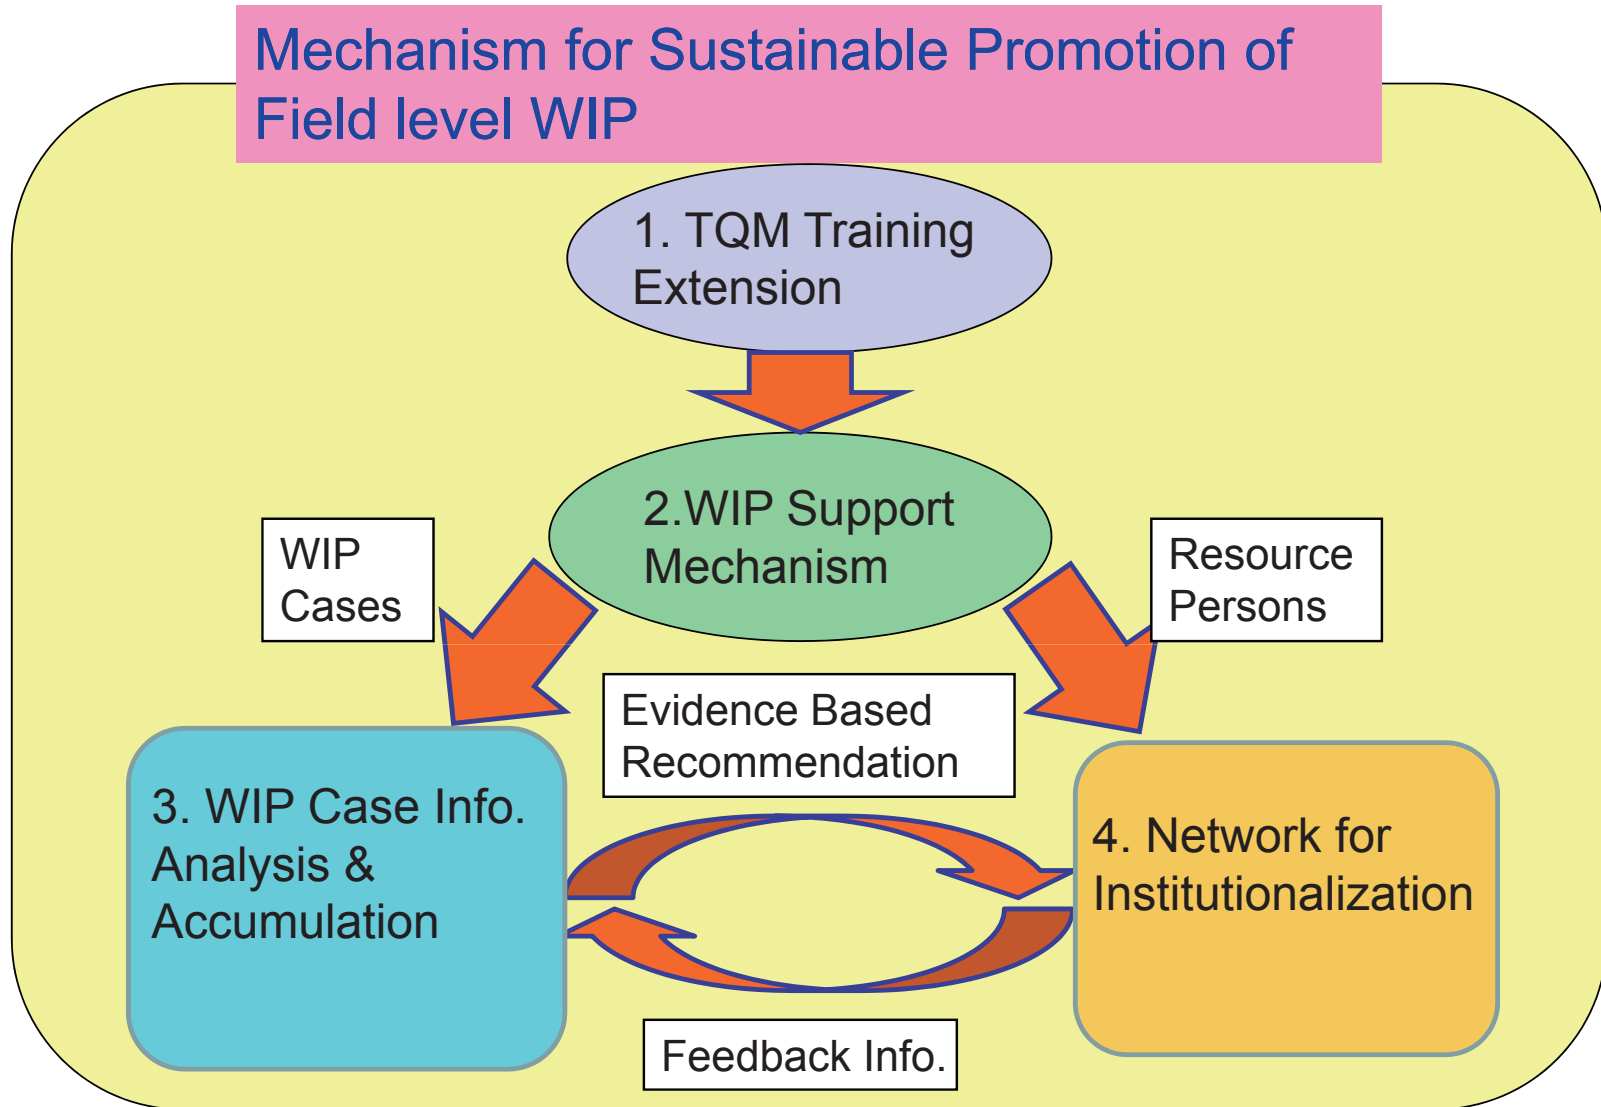 Mechanism for Sustainable Promotion of
Field level WIP
1. TQM Training
Extension
2.WIP Support
Mechanism
WIP
Cases
Resource
Persons
Evidence Based
Recommendation
3. WIP Case Info.
Analysis &
Accumulation
4. Network for
Institutionalization
Feedback Info.